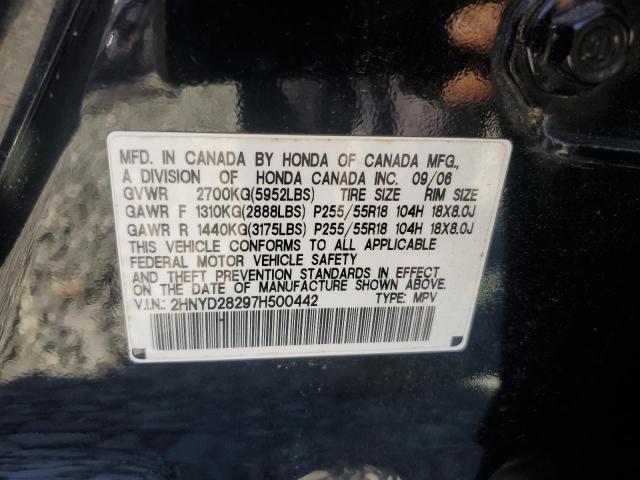 MFD. IN CANADA BY HONDA OF CANADA MFG.,
A DIVISION OF HONDA CANADA INC. 09/06
GVWR 2700KG(5952LBS) TIRE SIZE RIM SIZE
GAWR F 1310KG(2888LBS) P255/55R18 104H 18X8.0J
GAWR R 1440KG(3175LBS) P255/55R18 104H 18X8.0J
THIS VEHICLE CONFORMS TO ALL APPLICABLE
FEDERAL MOTOR VEHICLE SAFETY
AND THEFT PREVENTION STANDARDS IN EFFECT
ON THE DATE OF MANUFACTURE SHOWN ABOVE.
V.I.N.: 2HNYD28297H500442 TYPE: MPV